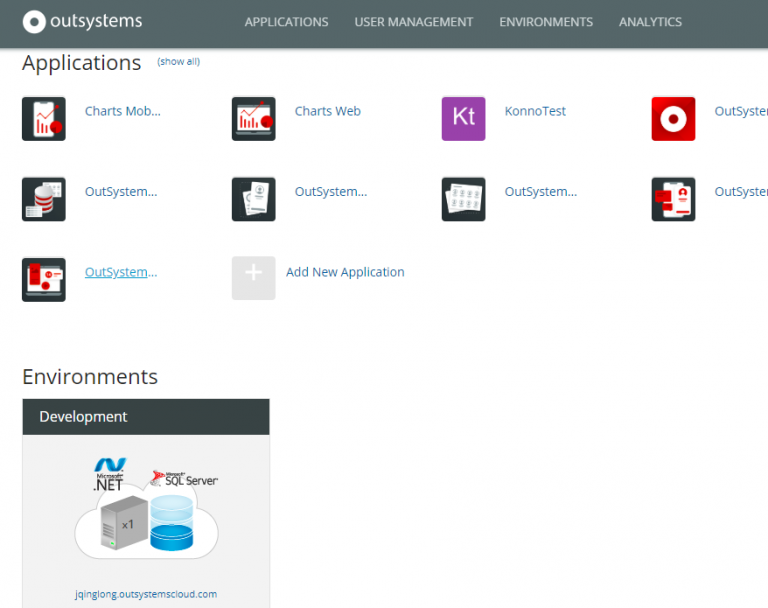 outsystems
APPLICATIONS USER MANAGEMENT ENVIRONMENTS ANALYTICS
Applications (show all)
Charts Mob... Charts Web Kt KonnoTest OutSyster
OutSystem... OutSystem... OutSystem... OutSyster
OutSystem... Add New Application
Environments
Development
Microsoft
.NET
Microsoft
SQL Server
x1
jqinglong.outsystemscloud.com